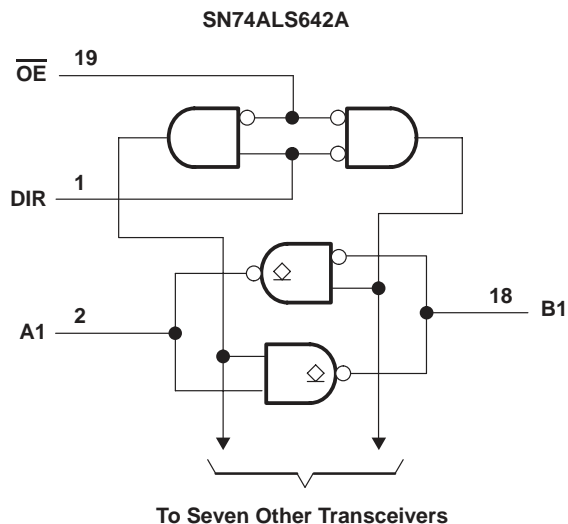 SN74ALS642A
OE 19
DIR 1
A1 2
18 B1
To Seven Other Transceivers